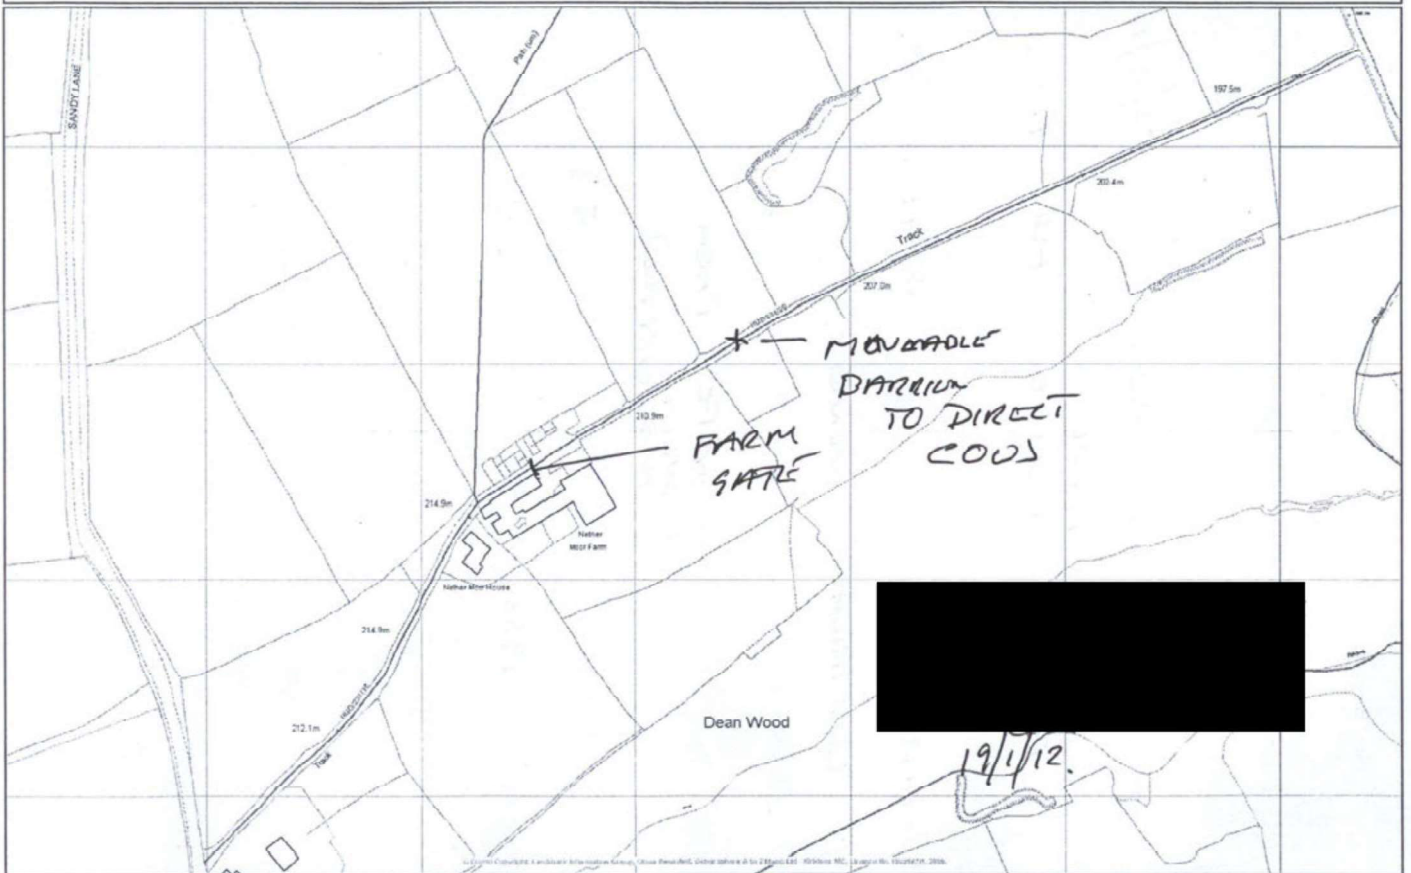 SANDY LANE
Path (um)
197.5m
203.4m
Track
207.0m
MOVEABLE
BARRIER
TO DIRECT
COWS
210.9m
FARM
GATE
214.9m
Nether
Moor Farm
Nether Moor House
214.9m
212.1m
Track
Dean Wood
19/1/12.